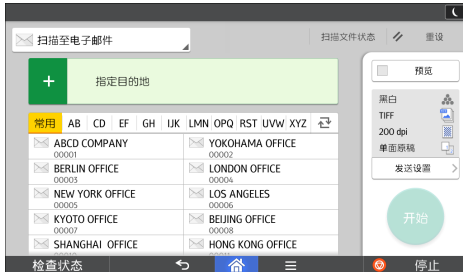 扫描至电子邮件
扫描文件状态 重设
指定目的地
预览
常用 AB CD EF GH IJK LMN OPQ RST UVW XYZ
黑白
TIFF
200 dpi
单面原稿
ABCD COMPANY
00001
YOKOHAMA OFFICE
00002
BERLIN OFFICE
00003
LONDON OFFICE
00004
NEW YORK OFFICE
00005
LOS ANGELES
00006
KYOTO OFFICE
00007
BEIJING OFFICE
00008
SHANGHAI OFFICE
HONG KONG OFFICE
发送设置
开始
检查状态 停止